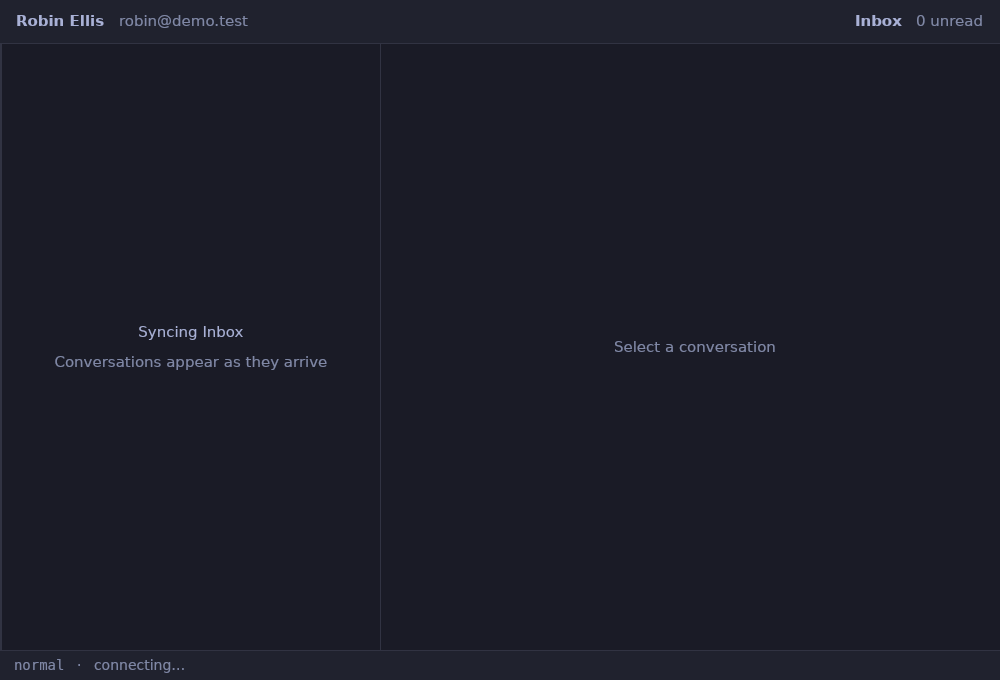 Robin Ellis robin@demo.test Inbox 0 unread
Syncing Inbox
Conversations appear as they arrive
Select a conversation
normal · connecting…